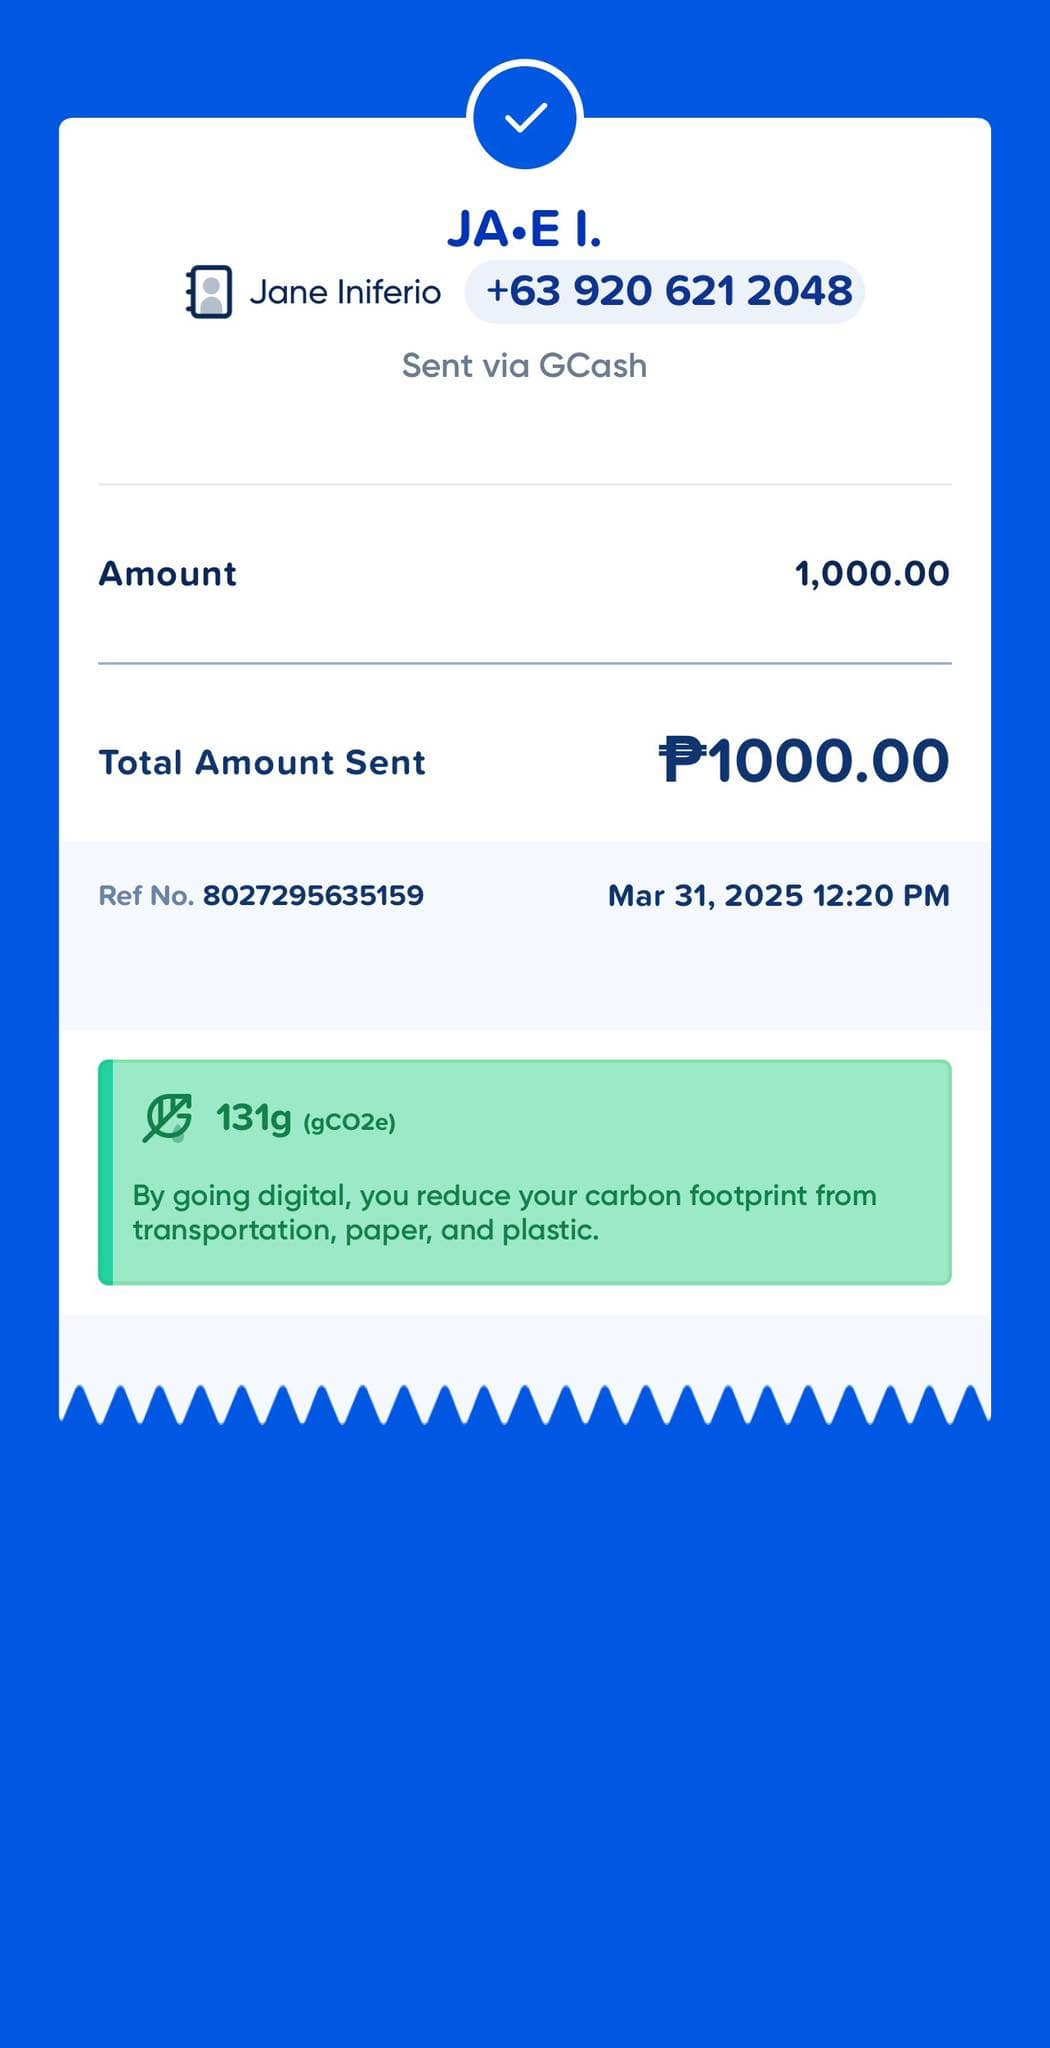 JA•E I.
Jane Iniferio +63 920 621 2048
Sent via GCash
Amount 1,000.00
Total Amount Sent ₱1000.00
Ref No. 8027295635159 Mar 31, 2025 12:20 PM
131g (gCO2e)
By going digital, you reduce your carbon footprint from
transportation, paper, and plastic.